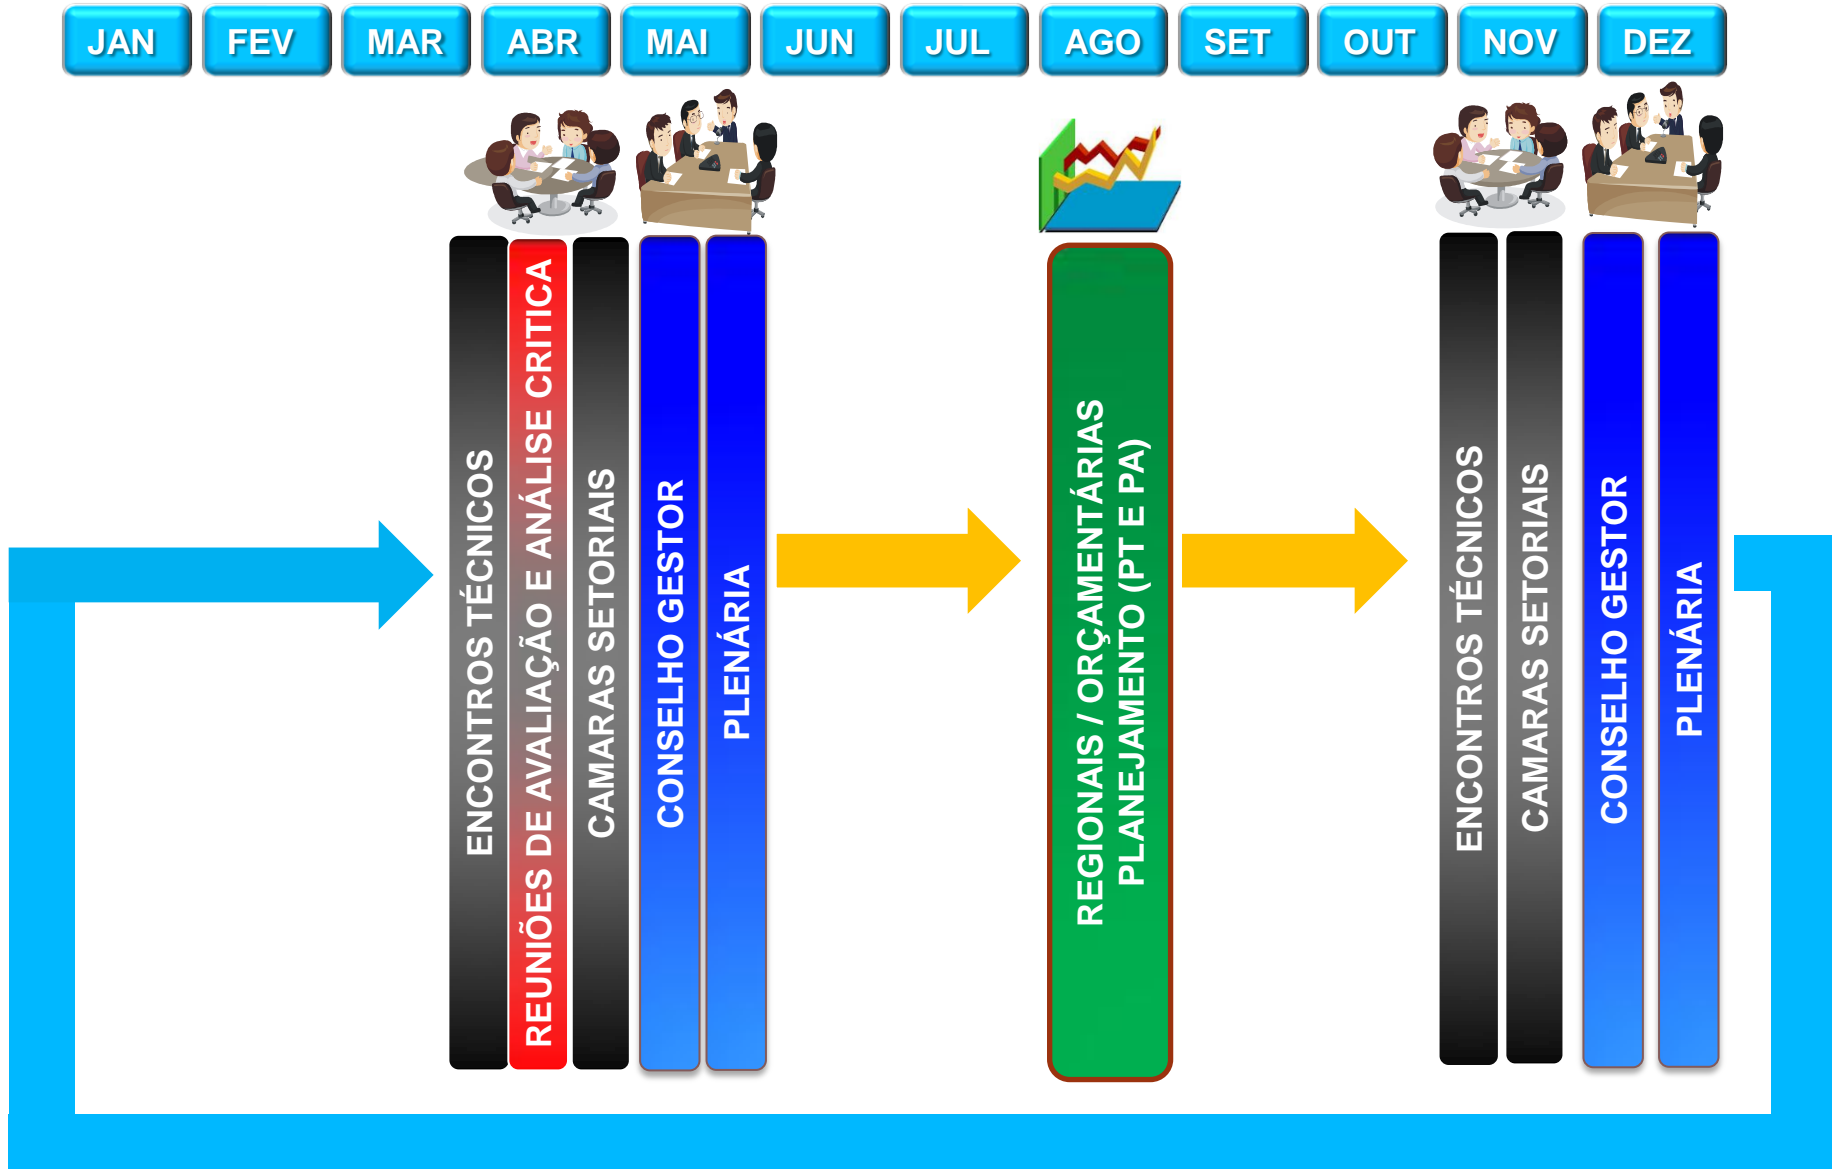 JAN
FEV
MAR
ABR
MAI
JUN
JUL
AGO
SET
OUT
NOV
DEZ
ENCONTROS TÉCNICOS
REUNIÕES DE AVALIAÇÃO E ANÁLISE CRITICA
CAMARAS SETORIAIS
CONSELHO GESTOR
PLENÁRIA
REGIONAIS / ORÇAMENTÁRIAS
PLANEJAMENTO (PT E PA)
ENCONTROS TÉCNICOS
CAMARAS SETORIAIS
CONSELHO GESTOR
PLENÁRIA